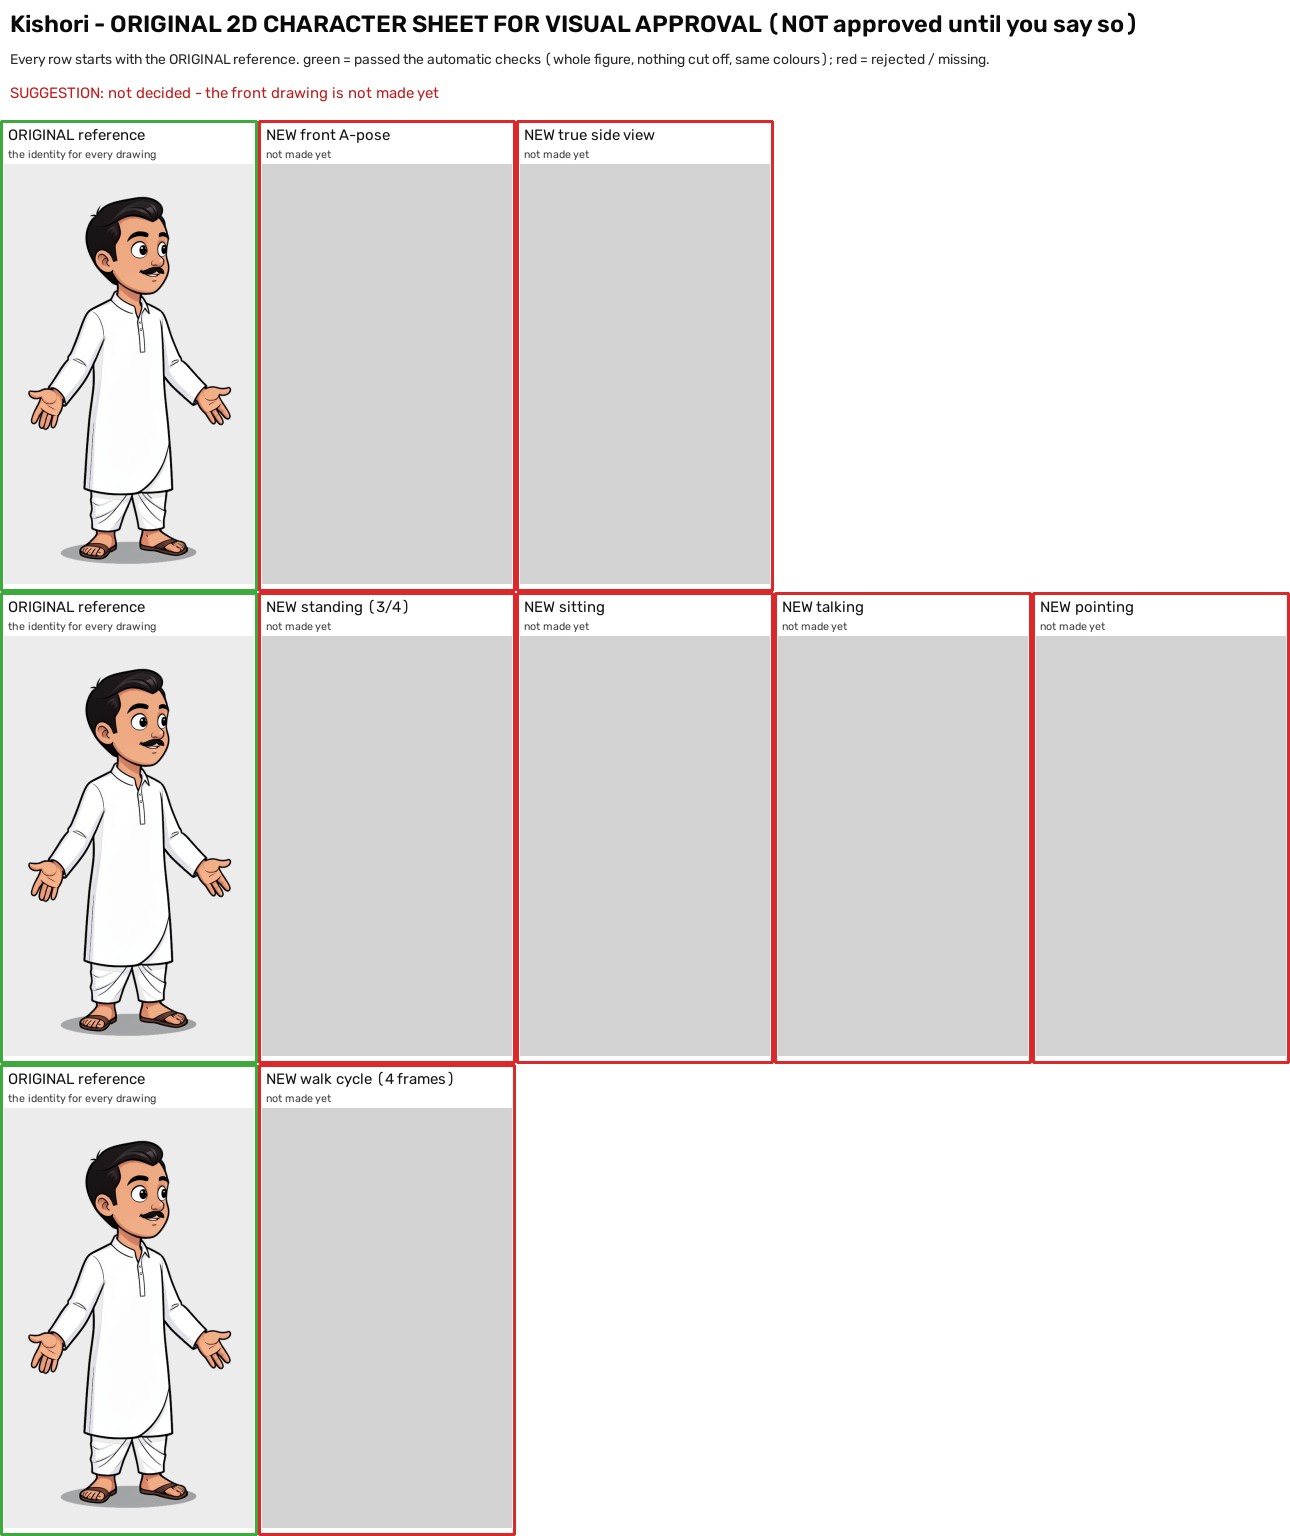 Kishori - ORIGINAL 2D CHARACTER SHEET FOR VISUAL APPROVAL (NOT approved until you say so)
Every row starts with the ORIGINAL reference. green = passed the automatic checks (whole figure, nothing cut off, same colours); red = rejected / missing.
SUGGESTION: not decided - the front drawing is not made yet
ORIGINAL reference
the identity for every drawing
NEW front A-pose
not made yet
NEW true side view
not made yet
ORIGINAL reference
the identity for every drawing
NEW standing (3/4)
not made yet
NEW sitting
not made yet
NEW talking
not made yet
NEW pointing
not made yet
ORIGINAL reference
the identity for every drawing
NEW walk cycle (4 frames)
not made yet